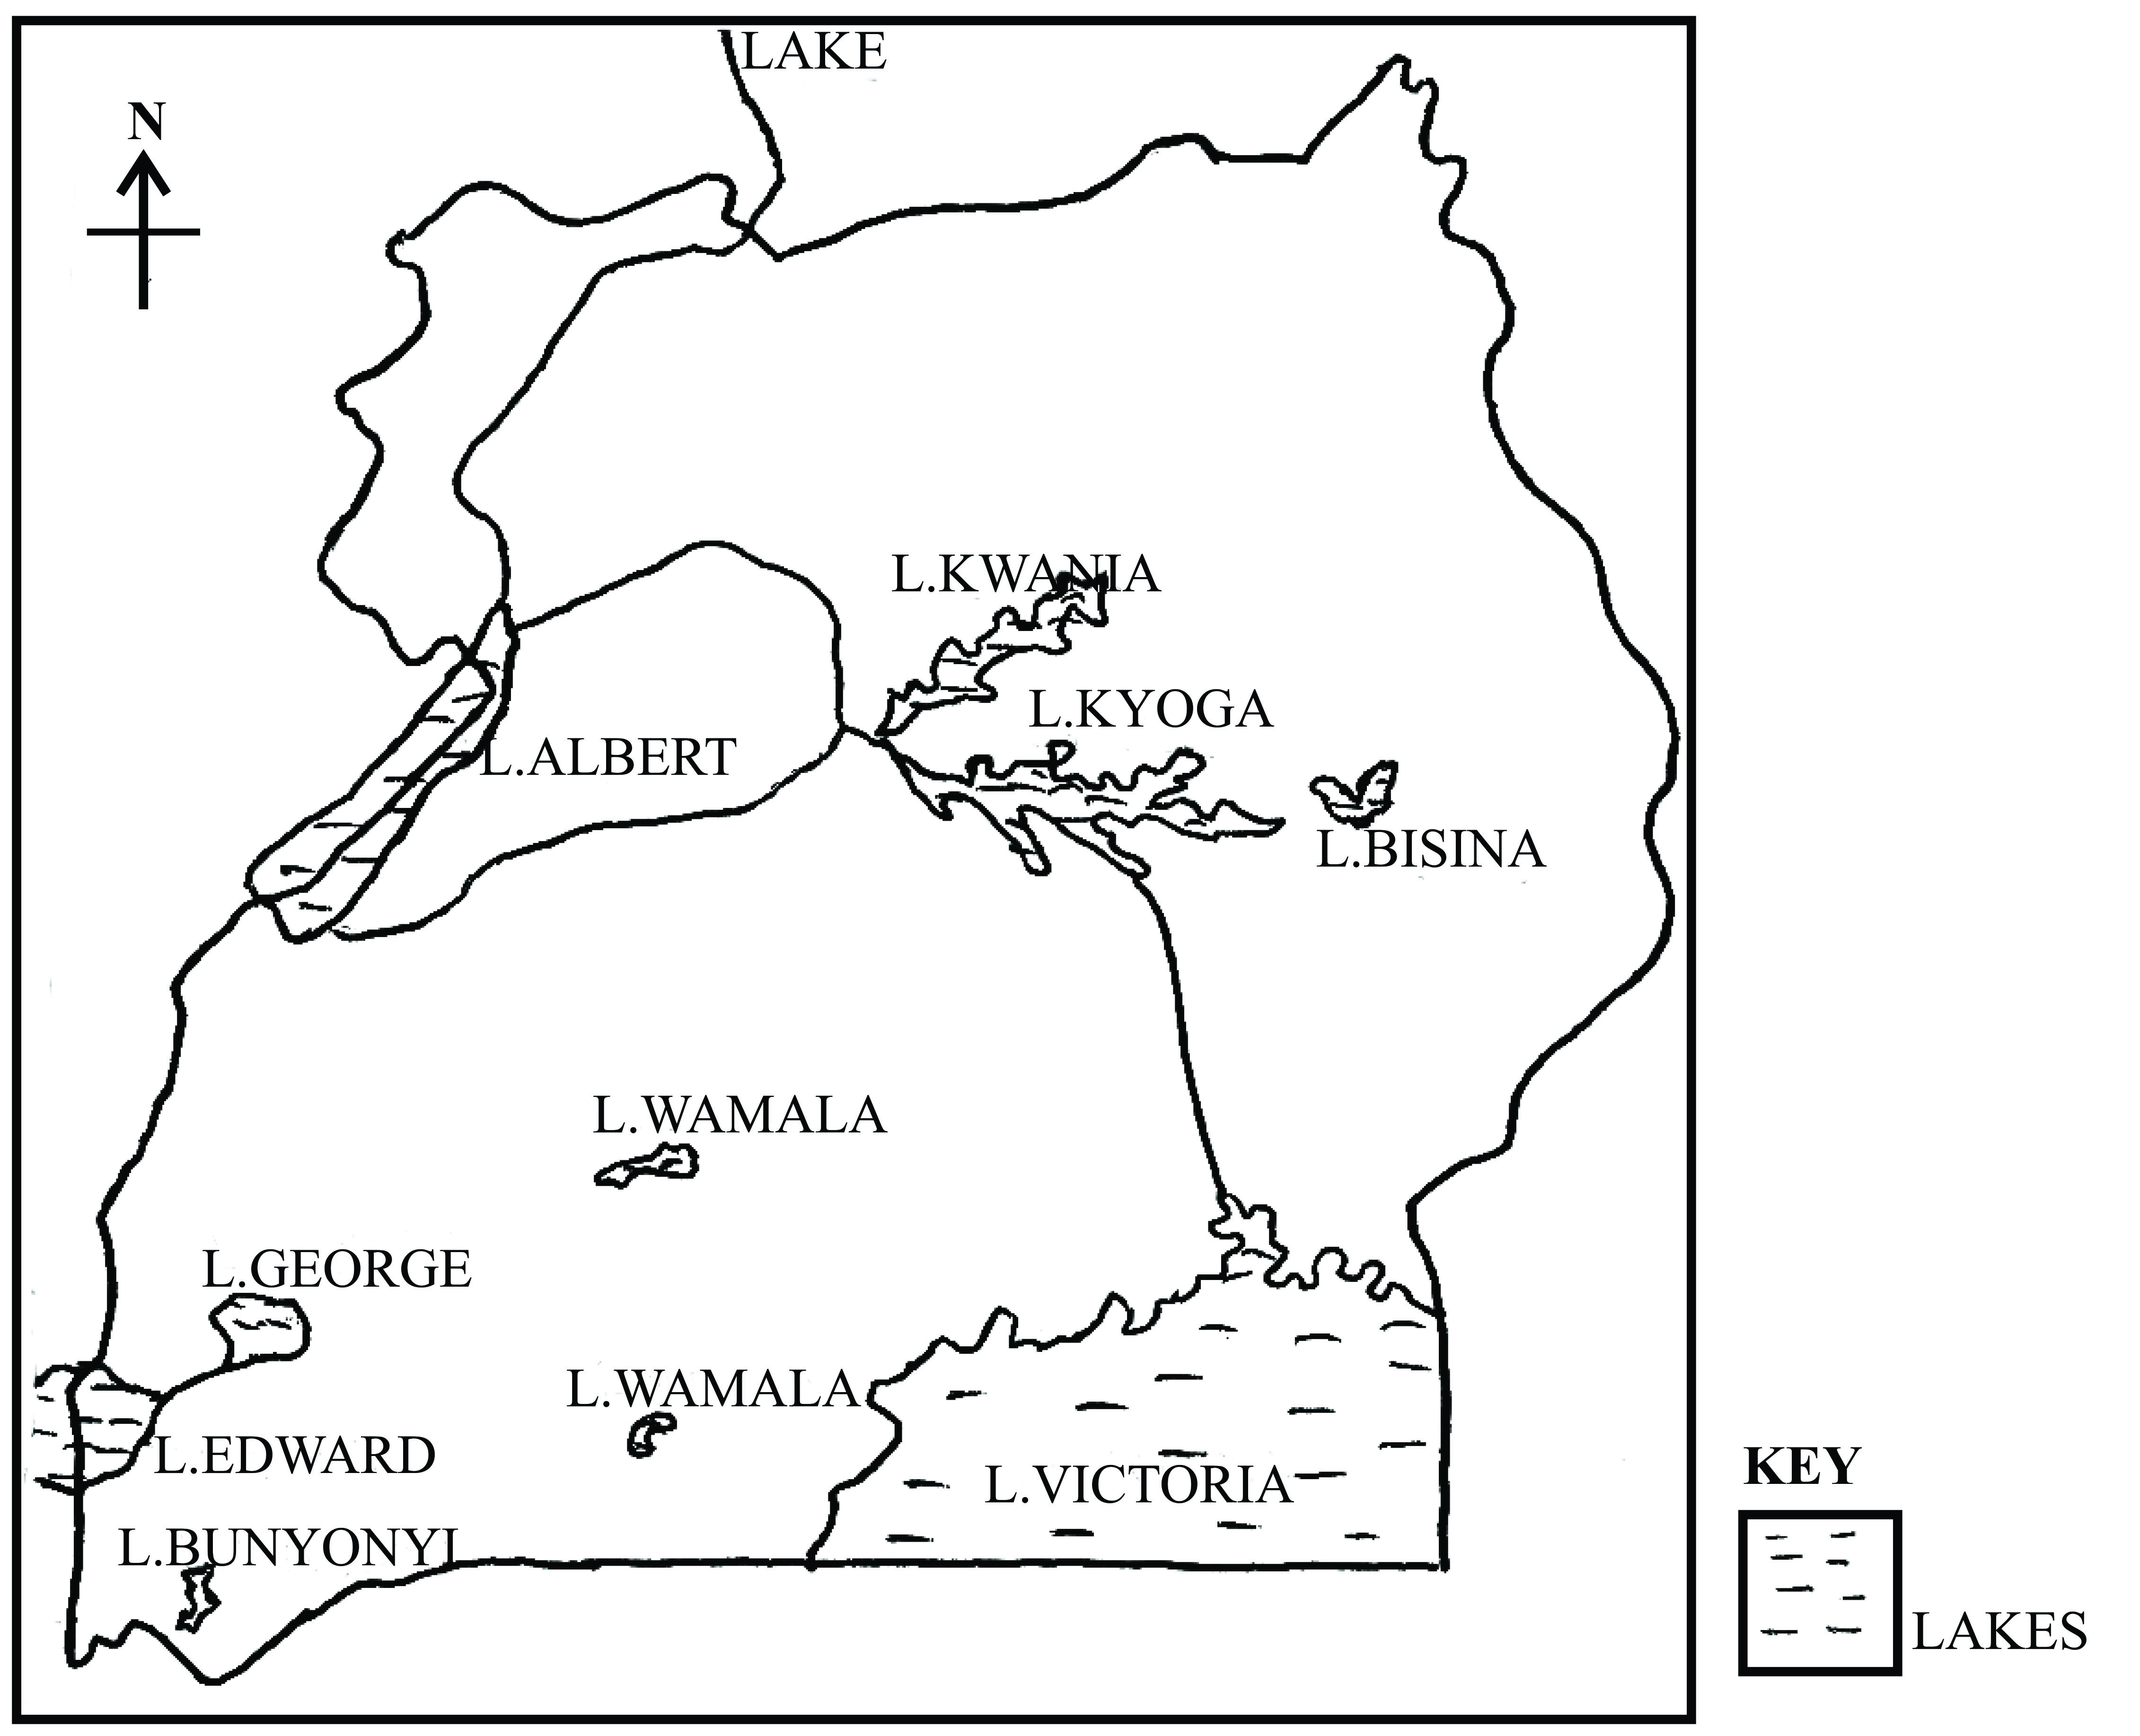 LAKE
N
L.KWANIA
L.KYOGA
L.ALBERT
L.BISINA
L.WAMALA
L.GEORGE
L.WAMALA
L.EDWARD
L.VICTORIA
KEY
L.BUNYONYI
LAKES